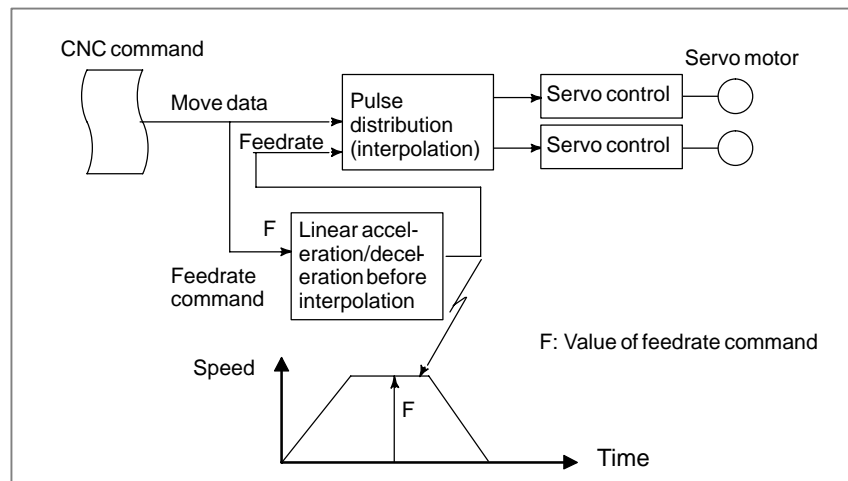 CNC command
Servo motor
Move data
Feedrate
Pulse
distribution
(interpolation)
Servo control
Servo control
F
Linear accel-
eration/decel-
eration before
interpolation
Feedrate
command
F: Value of feedrate command
Speed
F
Time